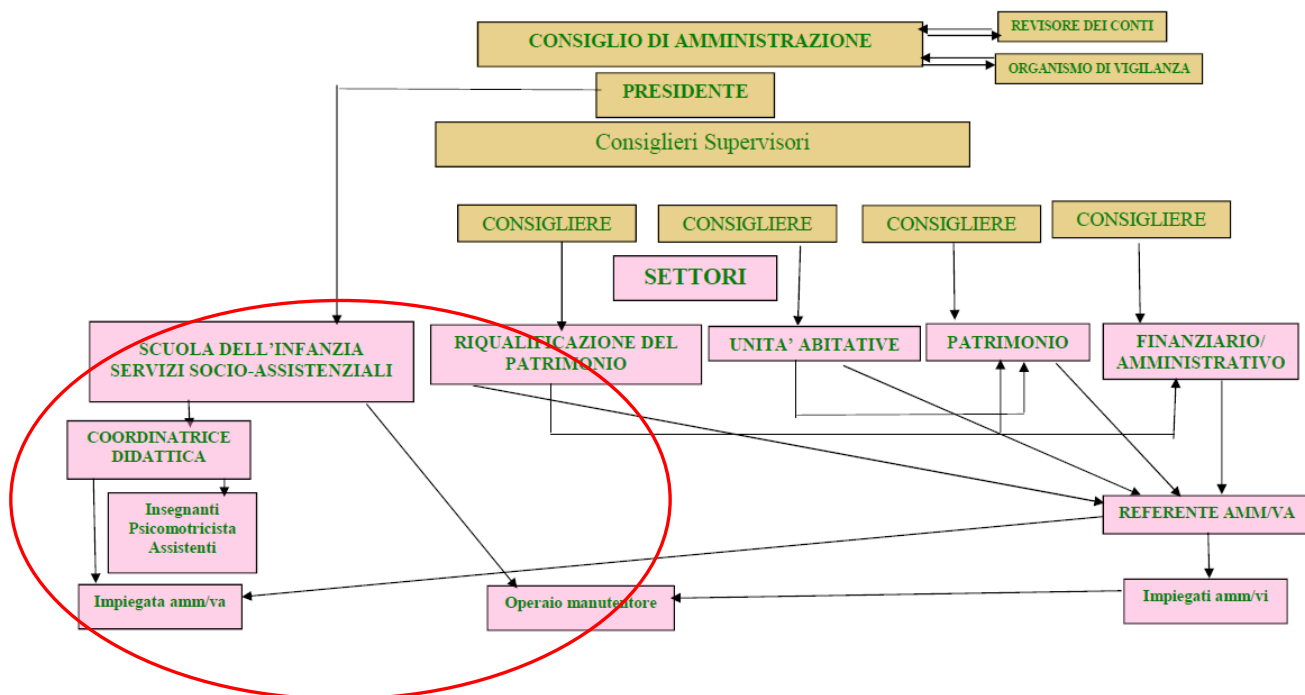 CONSIGLIO DI AMMINISTRAZIONE
REVISORE DEI CONTI
ORGANISMO DI VIGILANZA
PRESIDENTE
Consiglieri Supervisori
CONSIGLIERE
CONSIGLIERE
CONSIGLIERE
CONSIGLIERE
SETTORI
SCUOLA DELL’INFANZIA
SERVIZI SOCIO-ASSISTENZIALI
RIQUALIFICAZIONE DEL
PATRIMONIO
UNITA’ ABITATIVE
PATRIMONIO
FINANZIARIO/
AMMINISTRATIVO
COORDINATRICE
DIDATTICA
Insegnanti
Psicomotricista
Assistenti
REFERENTE AMM/VA
Impiegata amm/va
Operaio manutentore
Impiegati amm/vi